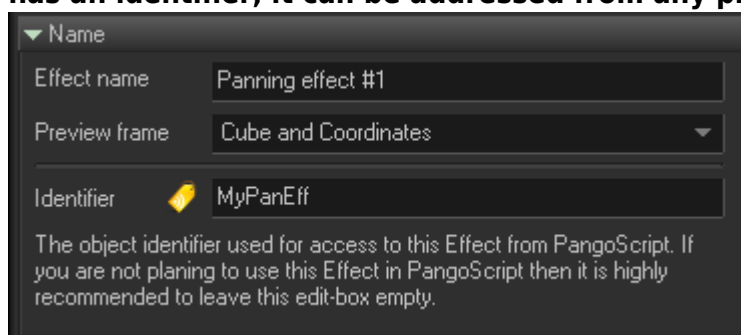 has an identifier, it can be addressed from any p
Name
Effect name
Panning effect #1
Preview frame
Cube and Coordinates
Identifier
MyPanEff
The object identifier used for access to this Effect from PangoScript. If
you are not planing to use this Effect in PangoScript then it is highly
recommended to leave this edit-box empty.